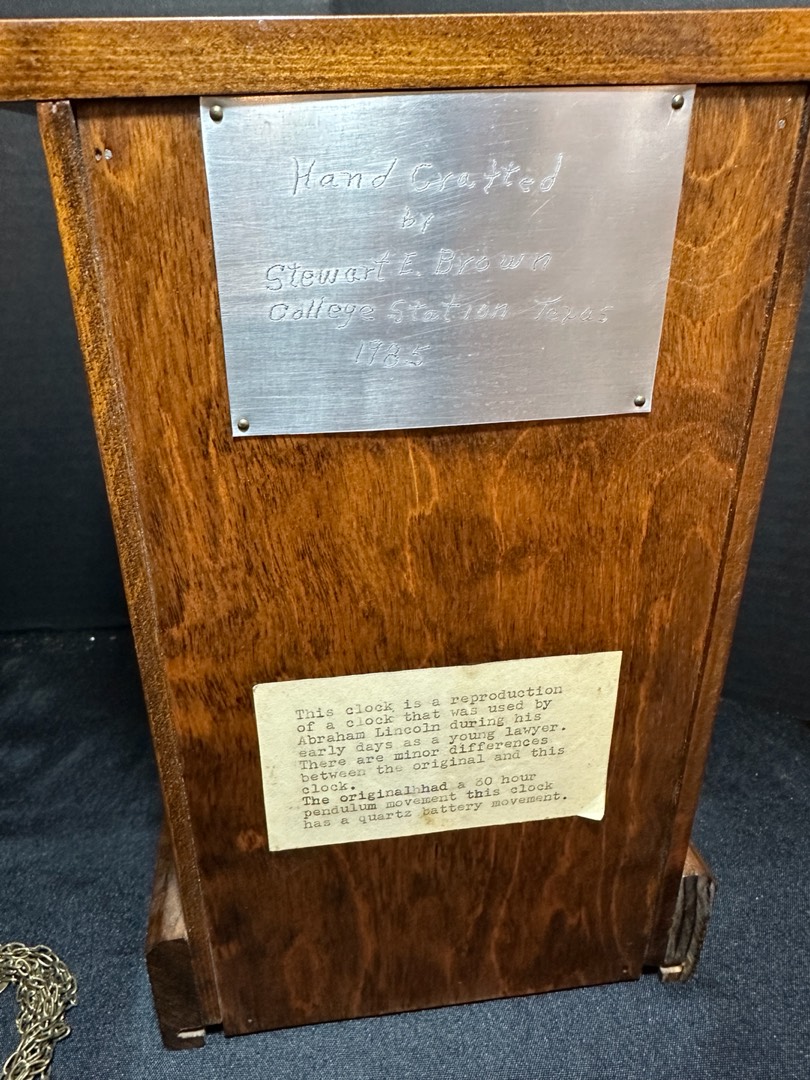 Hand Crafted
by
Stewart E. Brown
College Station Texas
1985
This clock is a reproduction
of a clock that was used by
Abraham Lincoln during his
early days as a young lawyer.
There are minor differences
between the original and this
clock.
The original had a 30 hour
pendulum movement this clock
has a quartz battery movement.